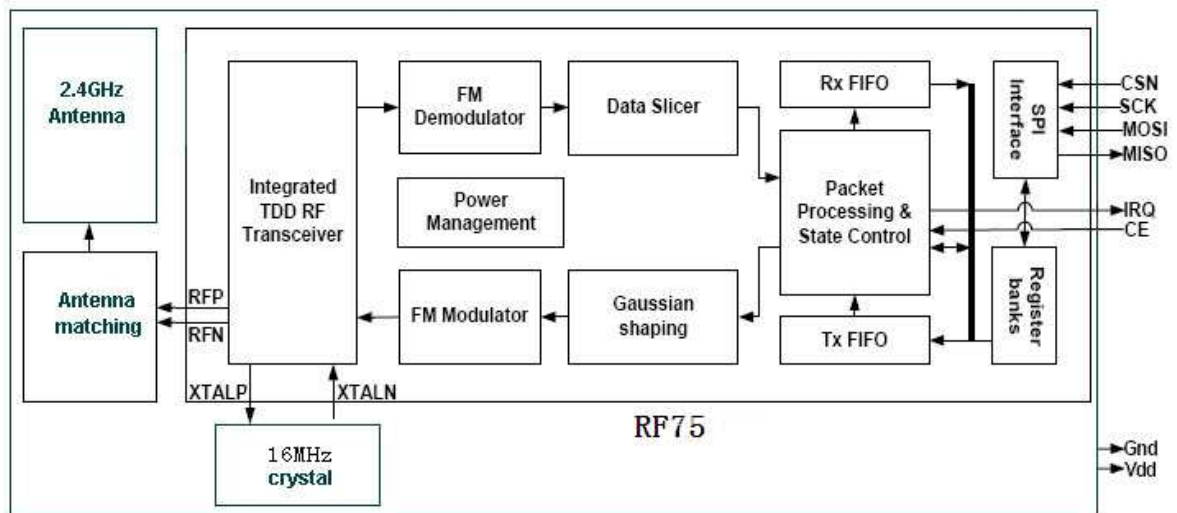 2.4GHz
Antenna
Antenna
matching
RFP
RFN
XTALP
XTALN
16MHz
crystal
Integrated
TDD RF
Transceiver
FM
Demodulator
Data Slicer
Power
Management
FM Modulator
Gaussian
shaping
Rx FIFO
Packet
Processing &
State Control
Tx FIFO
SPI
Interface
Register
banks
CSN
SCK
MOSI
MISO
IRQ
CE
RF75
Gnd
Vdd